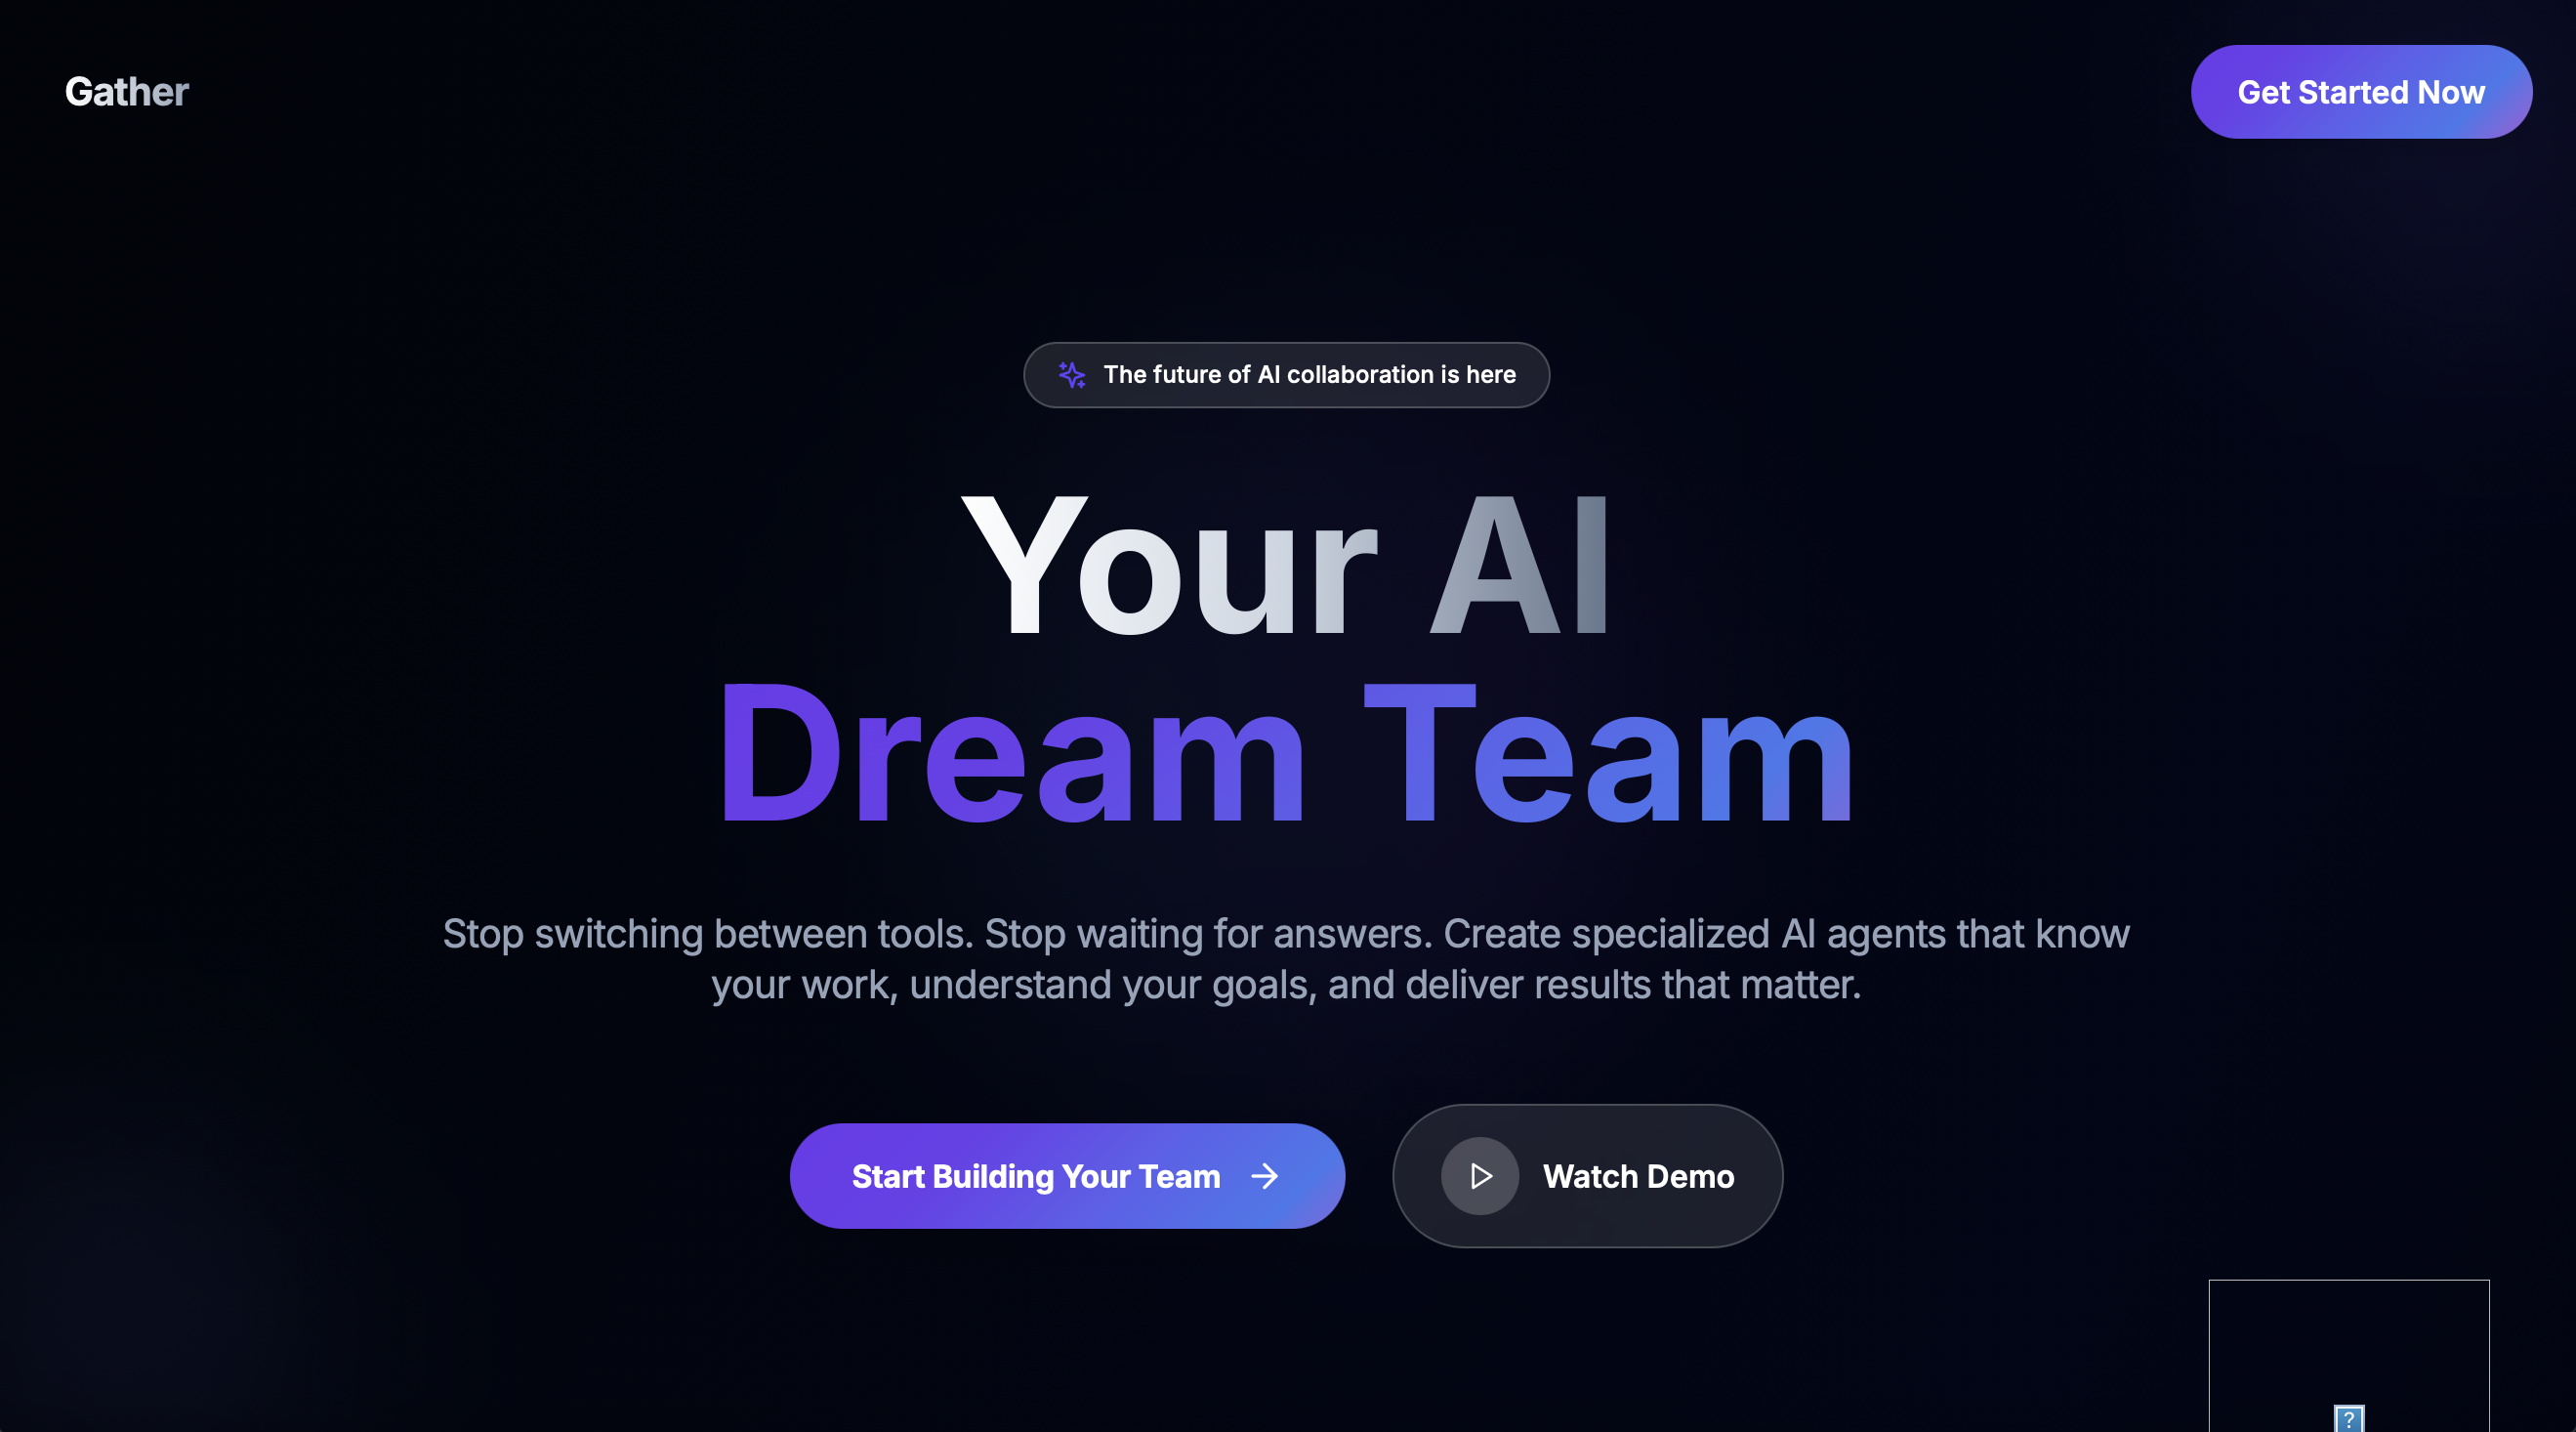 Gather
Get Started Now
The future of AI collaboration is here
Your AI
Dream Team
Stop switching between tools. Stop waiting for answers. Create specialized AI agents that know
your work, understand your goals, and deliver results that matter.
Start Building Your Team
Watch Demo
?